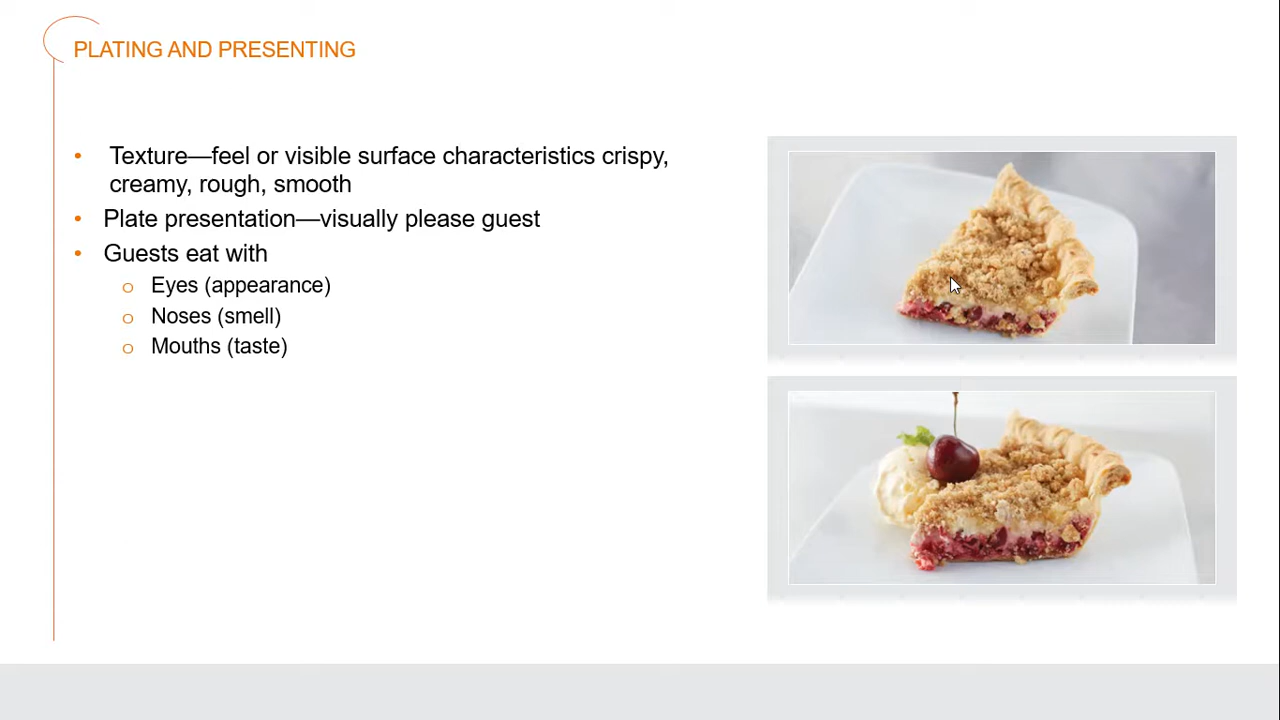 PLATING AND PRESENTING
• Texture—feel or visible surface characteristics crispy,
creamy, rough, smooth
• Plate presentation—visually please guest
• Guests eat with
o Eyes (appearance)
o Noses (smell)
o Mouths (taste)